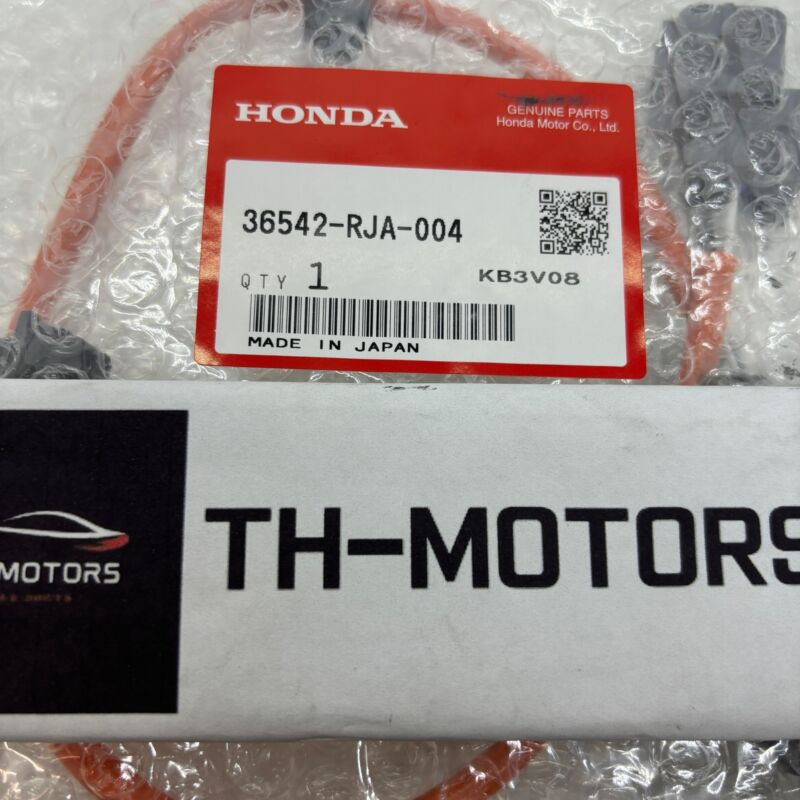 HONDA
GENUINE PARTS
Honda Motor Co., Ltd.
36542-RJA-004
QTY 1
KB3V08
MADE IN JAPAN
TH-MOTORS
MOTORS